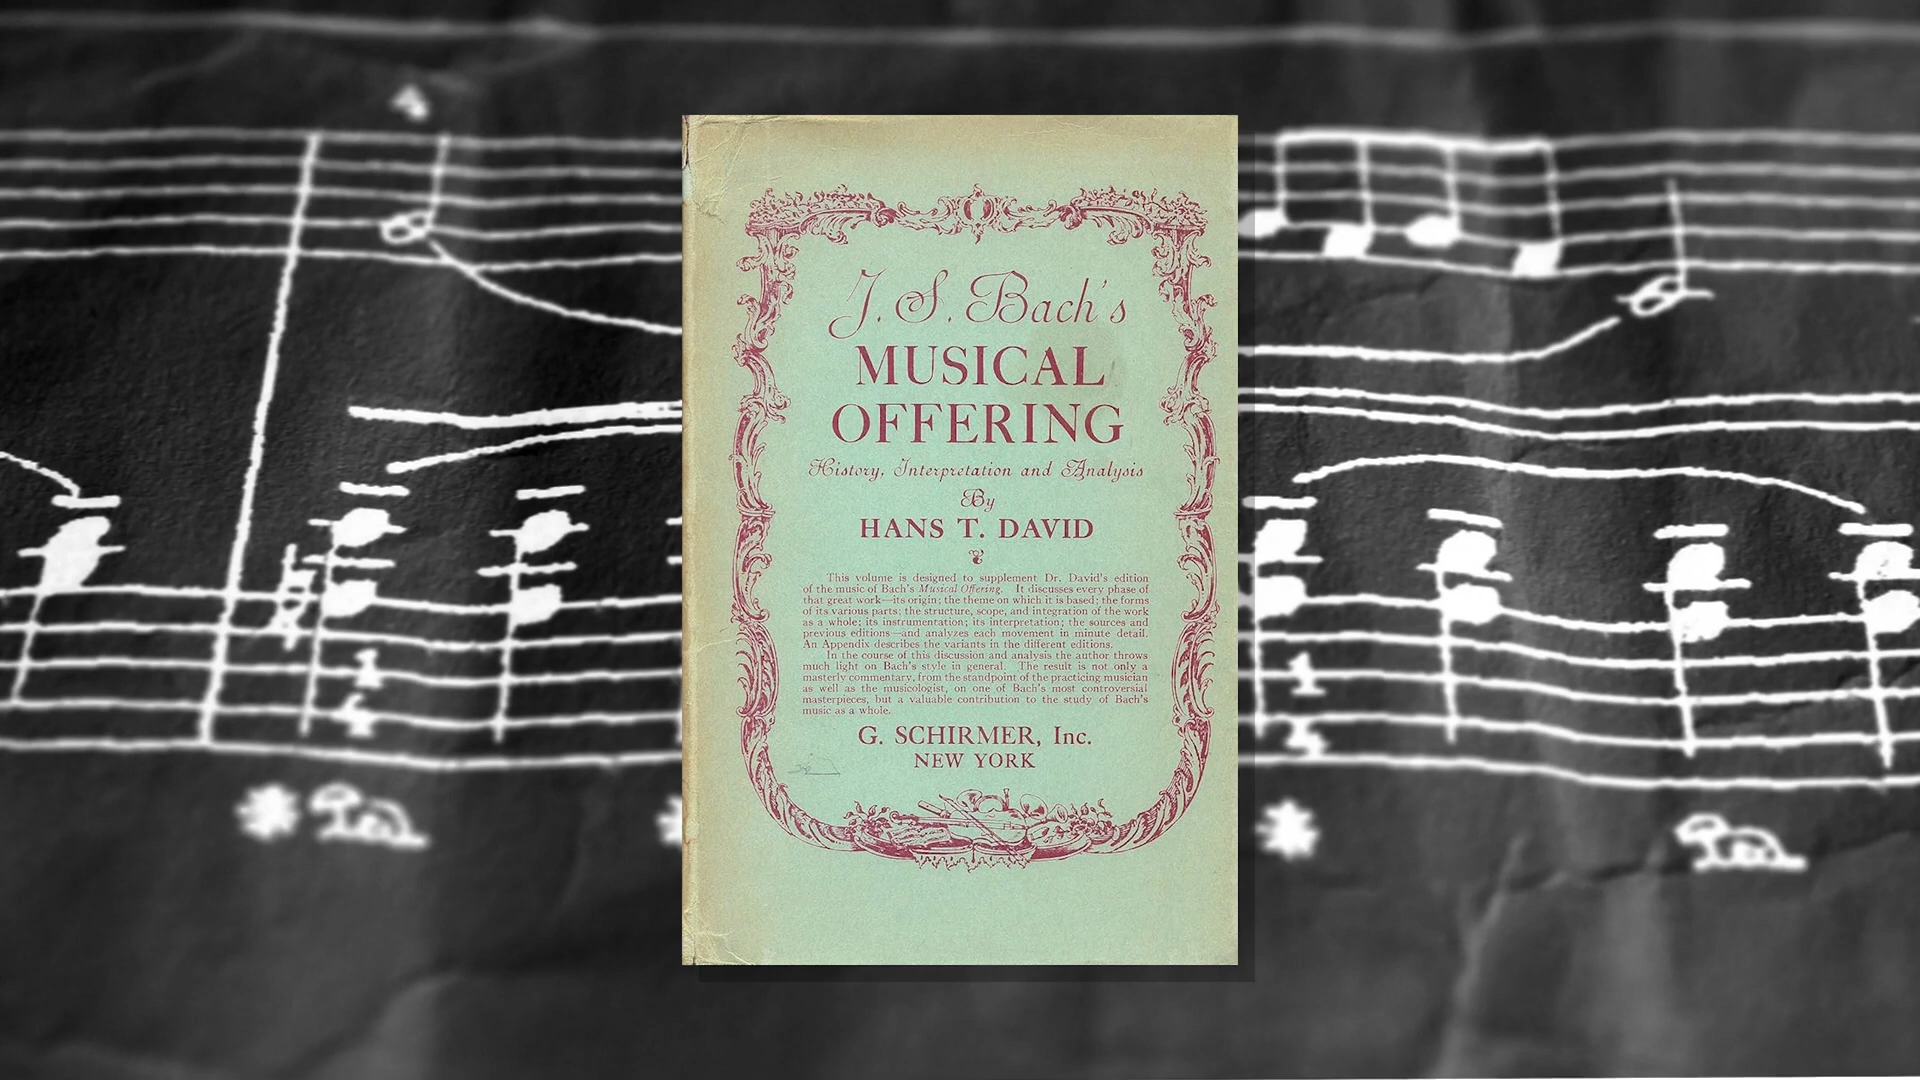 J. S. Bach's
MUSICAL
OFFERING
History, Interpretation and Analysis
By
HANS T. DAVID
This volume is designed to supplement Dr. David's edition
of the music of Bach's Musical Offering. It discusses every phase of
that great work—its origin; the theme on which it is based; the forms
of its various parts; the structure, scope, and integration of the work
as a whole; its instrumentation; its interpretation; the sources and
previous editions—and analyzes each movement in minute detail.
An Appendix describes the variants in the different editions.
In the course of this discussion and analysis the author throws
much light on Bach's style in general. The result is not only a
masterly commentary, from the standpoint of the practicing musician
as well as the musicologist, on one of Bach's most controversial
masterpieces, but a valuable contribution to the study of Bach's
music as a whole.
G. SCHIRMER, Inc.
NEW YORK
4
1
4
1
4